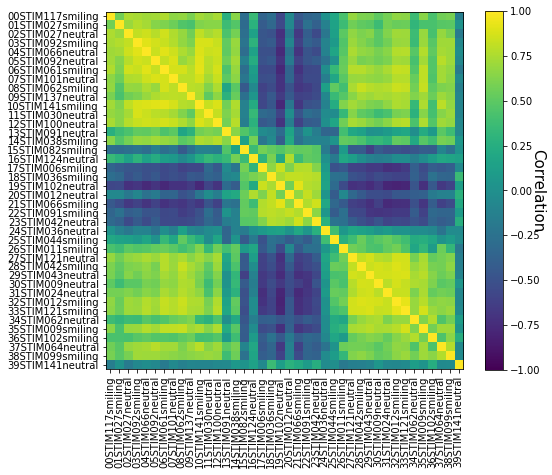 00STIM117smiling
01STIM027smiling
02STIM027neutral
03STIM092smiling
04STIM066neutral
05STIM092neutral
06STIM061smiling
07STIM101neutral
08STIM062smiling
09STIM137neutral
10STIM141smiling
11STIM030neutral
12STIM100neutral
13STIM091neutral
14STIM038smiling
15STIM082smiling
16STIM124neutral
17STIM006smiling
18STIM036smiling
19STIM102neutral
20STIM012neutral
21STIM066smiling
22STIM091smiling
23STIM042neutral
24STIM036neutral
25STIM044smiling
26STIM011smiling
27STIM121neutral
28STIM042smiling
29STIM043neutral
30STIM009neutral
31STIM024neutral
32STIM012smiling
33STIM121smiling
34STIM062neutral
35STIM009smiling
36STIM102smiling
37STIM064neutral
38STIM099smiling
39STIM141neutral
1.00
0.75
0.50
0.25
0.00
−0.25
−0.50
−0.75
−1.00
Correlation